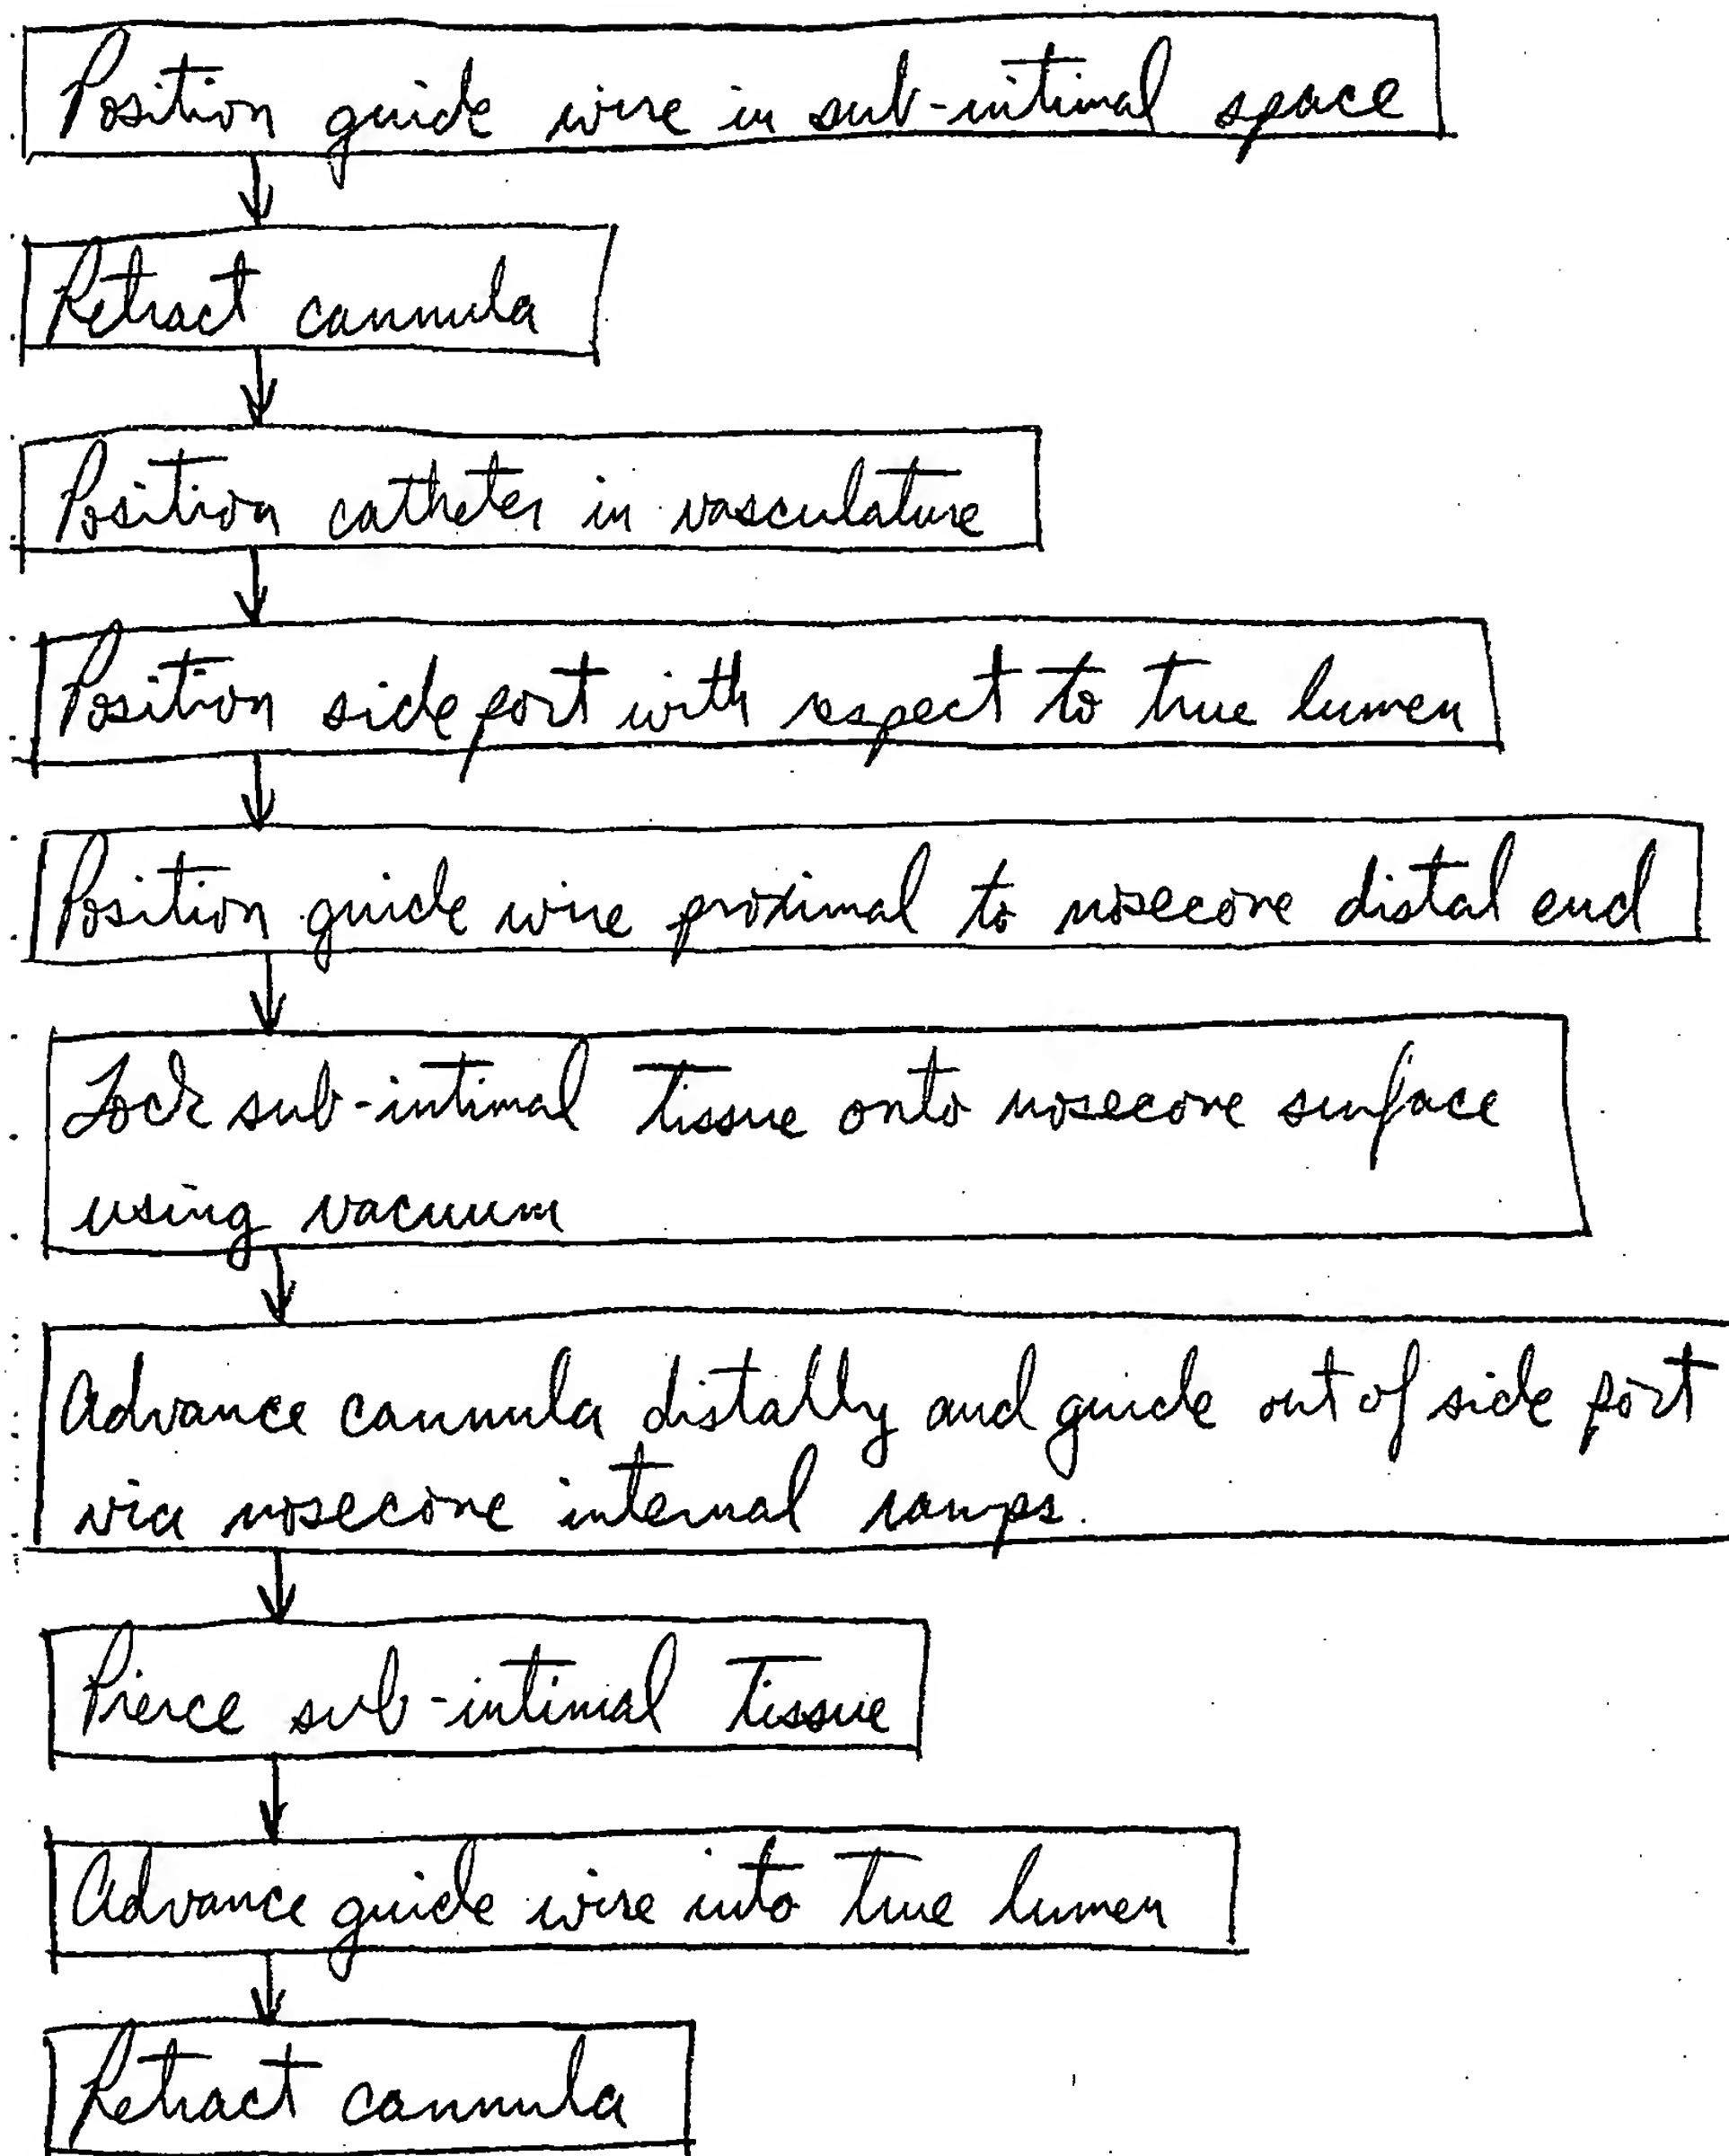 Position guide wire in sub-intimal space
Retract cannula
Position catheter in vasculature
Position side port with respect to true lumen
Position guide wire proximal to nosecone distal end
Lock sub-intimal tissue onto nosecone surface
using vacuum
Advance cannula distally and guide out of side port
via nosecone internal ramps.
Pierce sub-intimal tissue
Advance guide wire into true lumen
Retract cannula